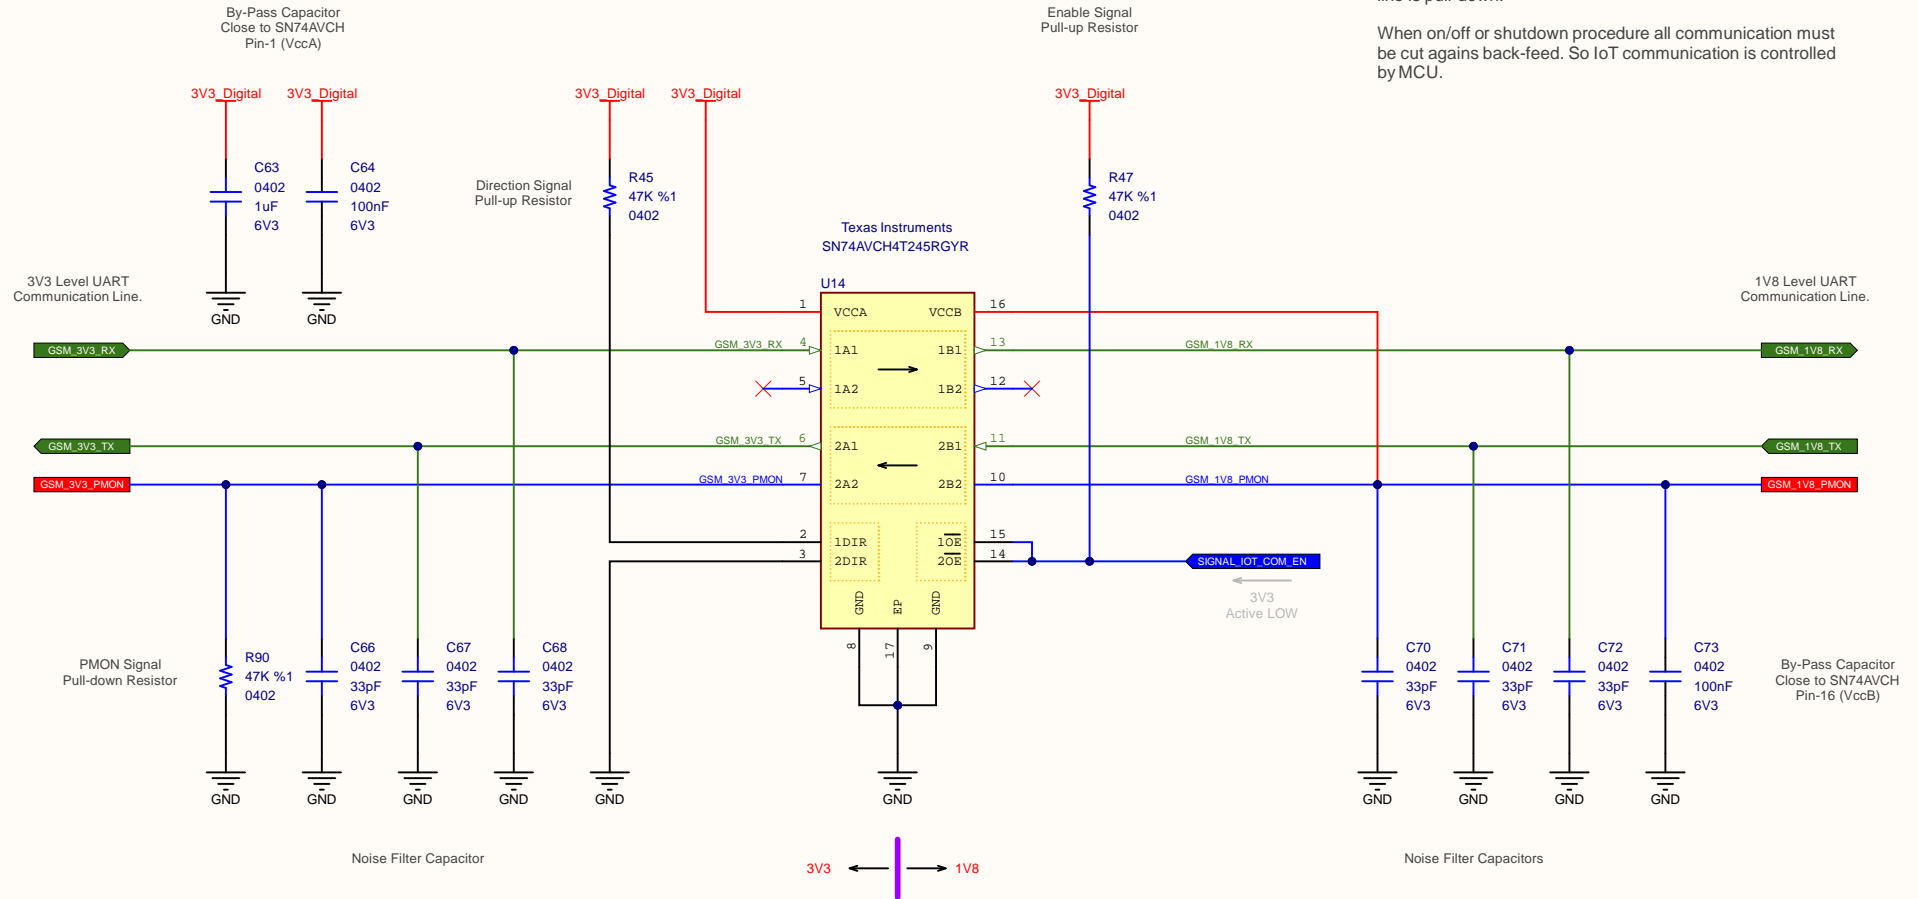 By-Pass Capacitor
Close to SN74AVCH
Pin-1 (VccA)
Enable Signal
Pull-up Resistor
When on/off or shutdown procedure all communication must
be cut agains back-feed. So IoT communication is controlled
by MCU.
3V3_Digital
3V3_Digital
3V3_Digital
3V3_Digital
3V3_Digital
C63
0402
1uF
6V3
C64
0402
100nF
6V3
Direction Signal
Pull-up Resistor
R45
47K %1
0402
R47
47K %1
0402
Texas Instruments
SN74AVCH4T245RGYR
U14
3V3 Level UART
Communication Line.
1V8 Level UART
Communication Line.
GND
GND
1
VCCA
VCCB
16
GSM_3V3_RX
GSM_3V3_RX
4
1A1
1B1
13
GSM_1V8_RX
GSM_1V8_RX
5
1A2
1B2
12
GSM_3V3_TX
GSM_3V3_TX
6
2A1
2B1
11
GSM_1V8_TX
GSM_1V8_TX
GSM_3V3_PMON
GSM_3V3_PMON
7
2A2
2B2
10
GSM_1V8_PMON
GSM_1V8_PMON
2
1DIR
1OE
15
3
2DIR
2OE
14
SIGNAL_IOT_COM_EN
3V3
Active LOW
GND
EP
GND
8
17
9
PMON Signal
Pull-down Resistor
R90
47K %1
0402
C66
0402
33pF
6V3
C67
0402
33pF
6V3
C68
0402
33pF
6V3
C70
0402
33pF
6V3
C71
0402
33pF
6V3
C72
0402
33pF
6V3
C73
0402
100nF
6V3
By-Pass Capacitor
Close to SN74AVCH
Pin-16 (VccB)
GND
GND
GND
GND
GND
GND
GND
GND
GND
GND
Noise Filter Capacitor
Noise Filter Capacitors
3V3
1V8